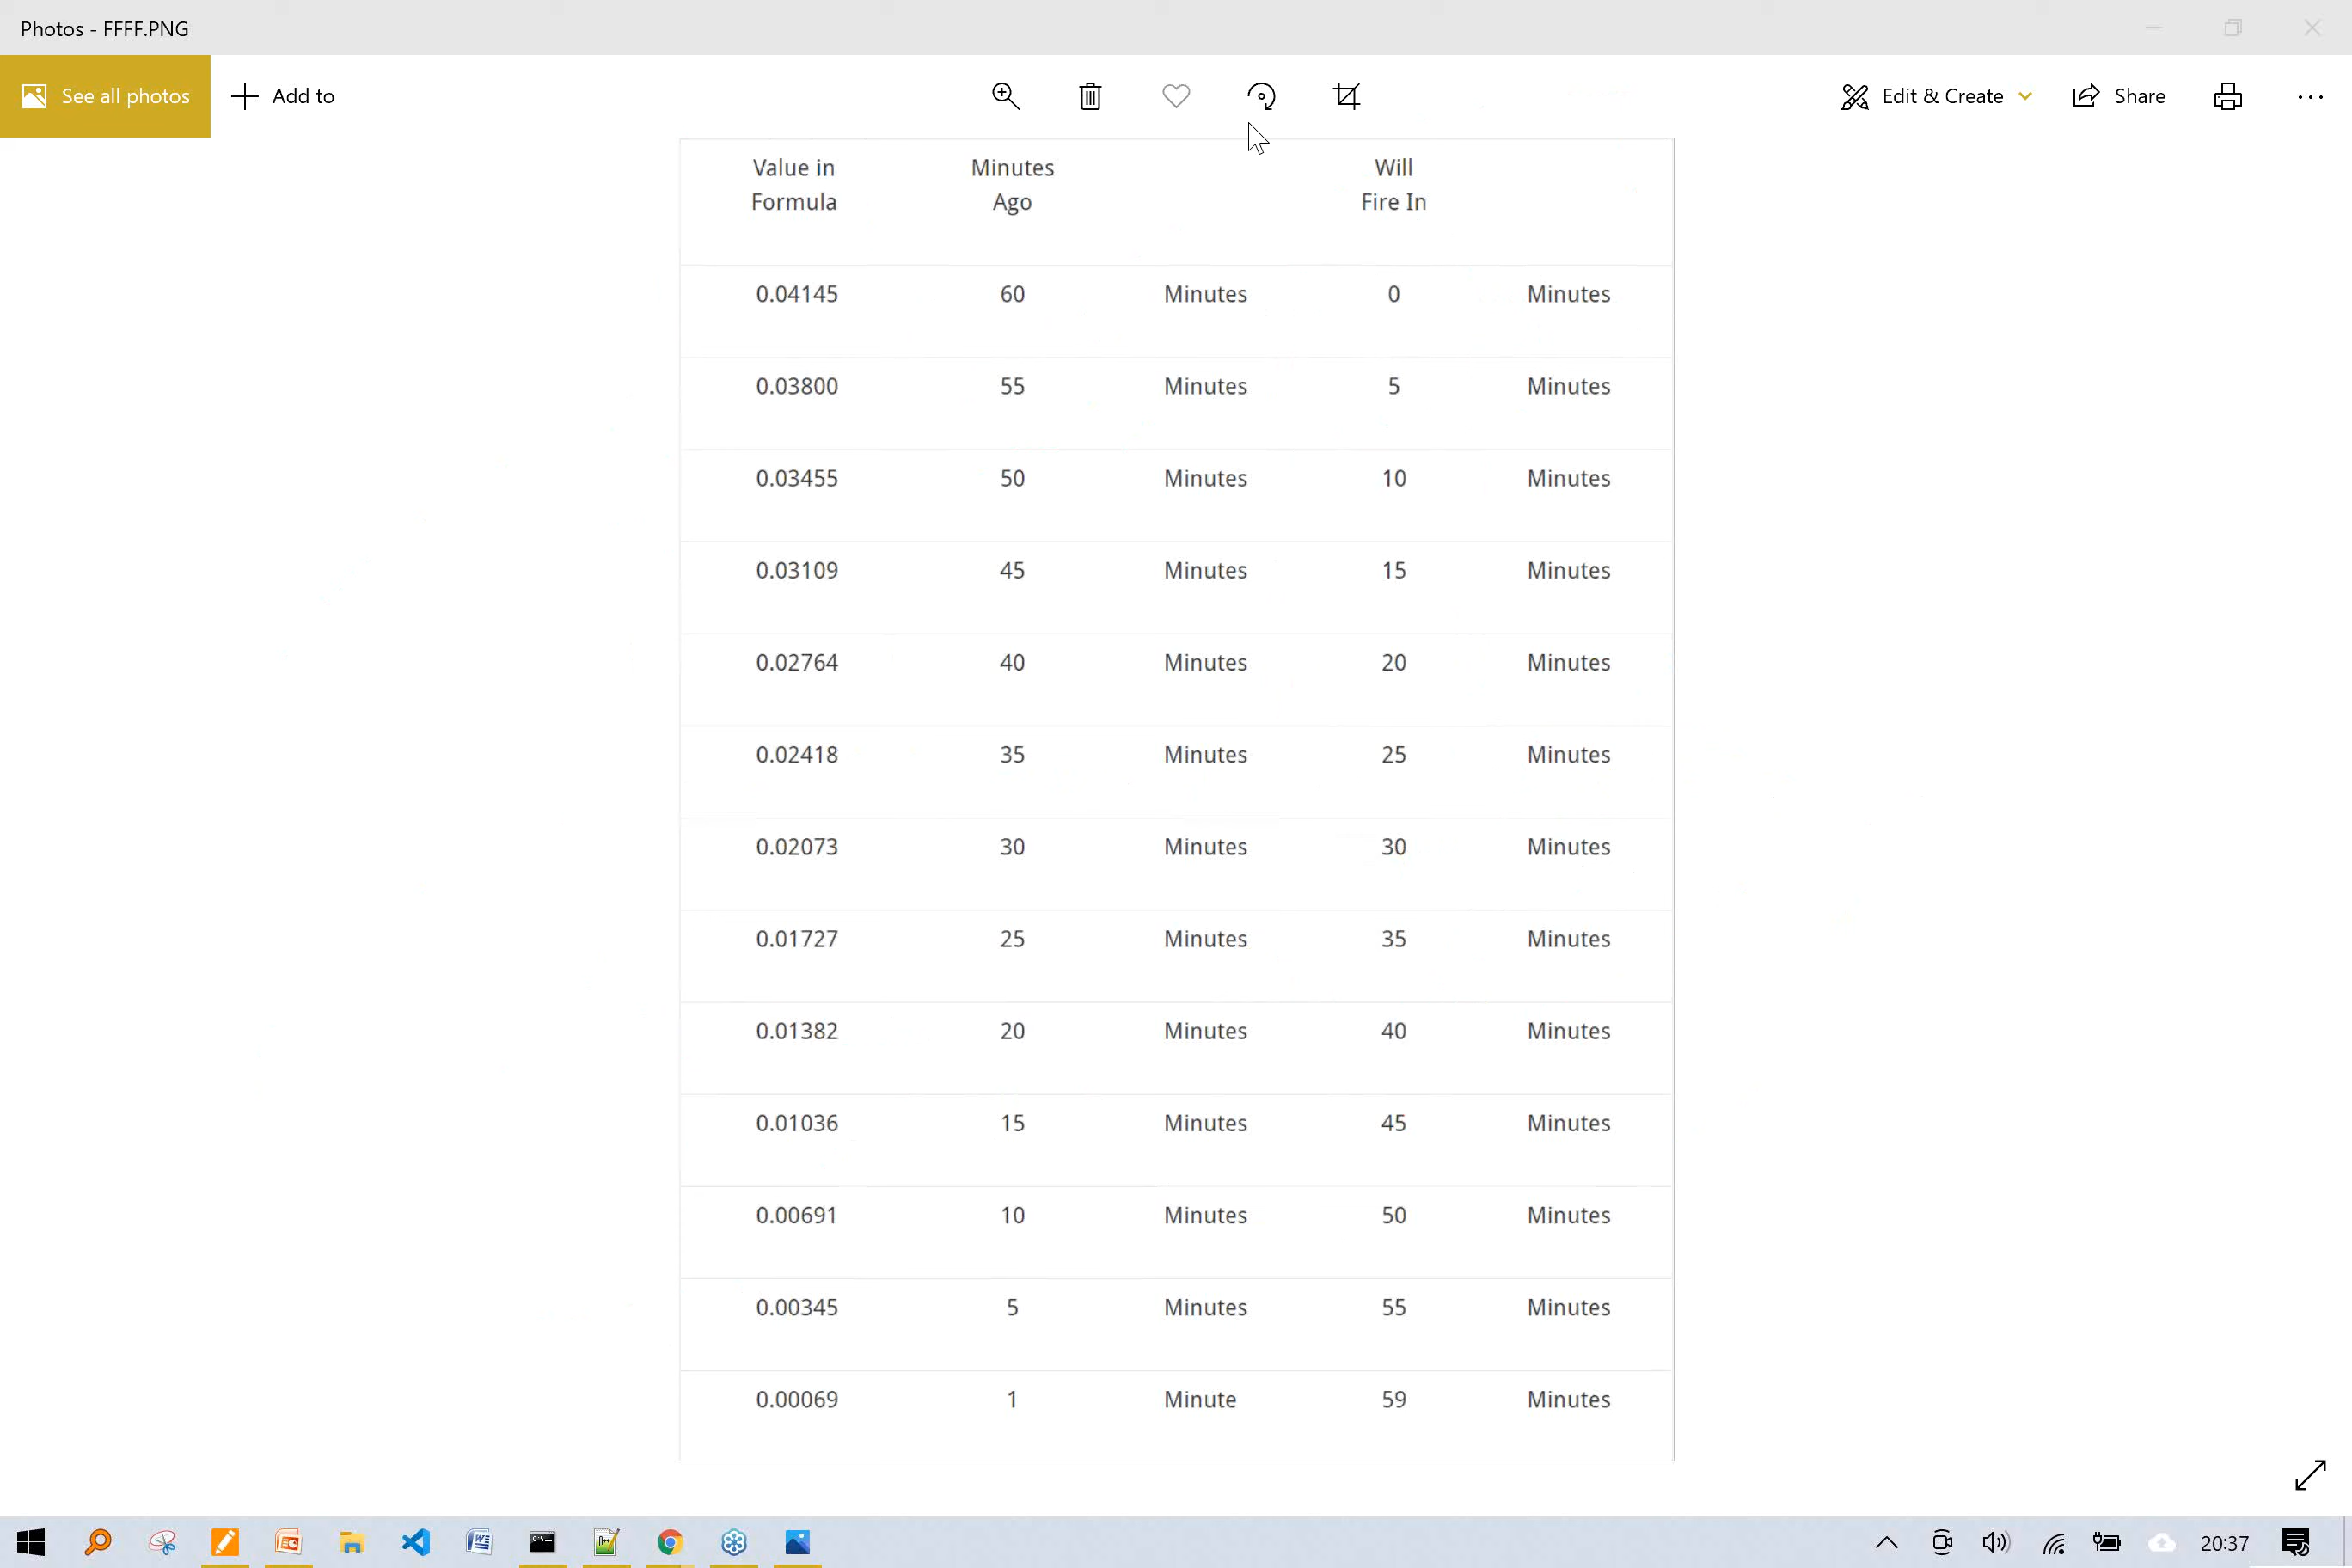 Photos - FFFF.PNG
See all photos
Add to
Edit & Create
Share
Value in Formula Minutes Ago Will Fire In
0.04145 60 Minutes 0 Minutes
0.03800 55 Minutes 5 Minutes
0.03455 50 Minutes 10 Minutes
0.03109 45 Minutes 15 Minutes
0.02764 40 Minutes 20 Minutes
0.02418 35 Minutes 25 Minutes
0.02073 30 Minutes 30 Minutes
0.01727 25 Minutes 35 Minutes
0.01382 20 Minutes 40 Minutes
0.01036 15 Minutes 45 Minutes
0.00691 10 Minutes 50 Minutes
0.00345 5 Minutes 55 Minutes
0.00069 1 Minute 59 Minutes
20:37